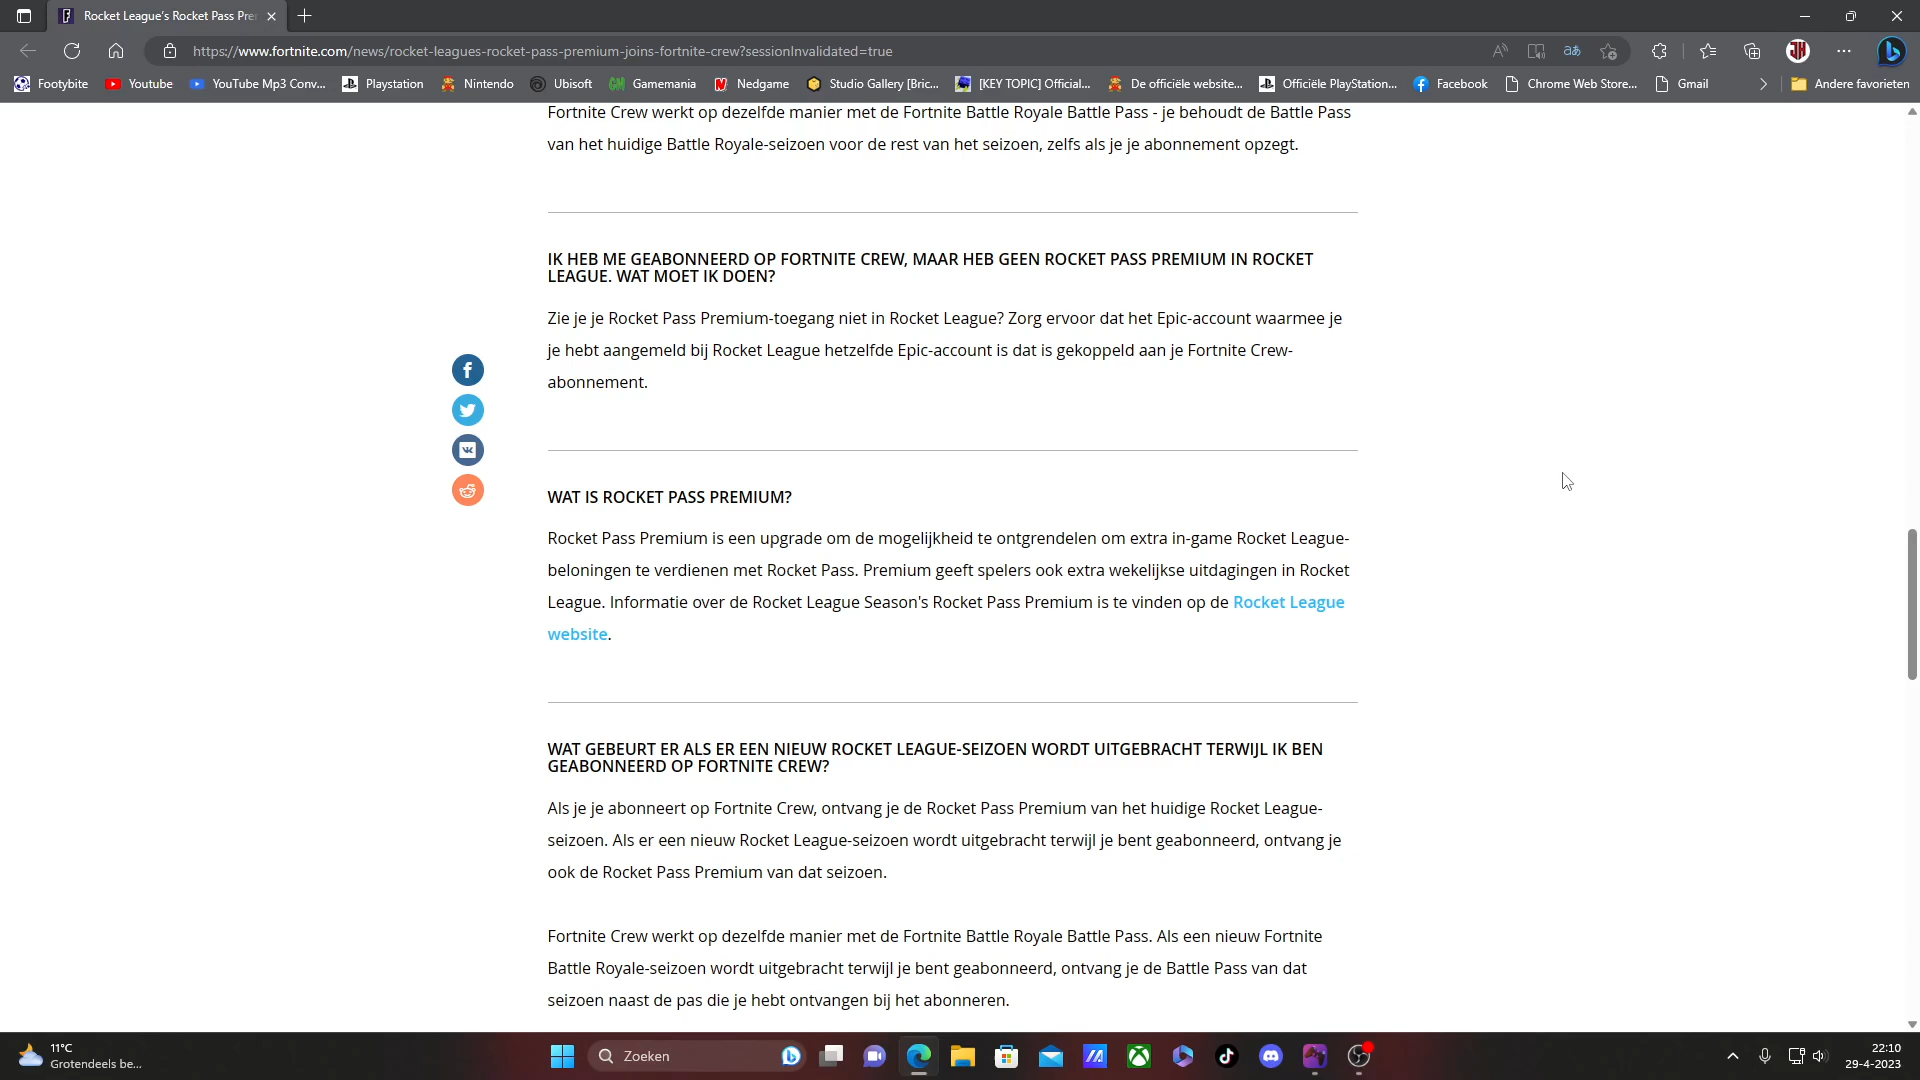 Rocket League's Rocket Pass Pre
https://www.fortnite.com/news/rocket-leagues-rocket-pass-premium-joins-fortnite-crew?sessionInvalidated=true
Footybite Youtube YouTube Mp3 Conv... Playstation Nintendo Ubisoft Gamemania Nedgame Studio Gallery [Bric... [KEY TOPIC] Official... De officiële website... Officiële PlayStation... Facebook Chrome Web Store... Gmail Andere favorieten
Fortnite Crew werkt op dezelfde manier met de Fortnite Battle Royale Battle Pass - je behoudt de Battle Pass
van het huidige Battle Royale-seizoen voor de rest van het seizoen, zelfs als je je abonnement opzegt.
IK HEB ME GEABONNEERD OP FORTNITE CREW, MAAR HEB GEEN ROCKET PASS PREMIUM IN ROCKET
LEAGUE. WAT MOET IK DOEN?
Zie je je Rocket Pass Premium-toegang niet in Rocket League? Zorg ervoor dat het Epic-account waarmee je
je hebt aangemeld bij Rocket League hetzelfde Epic-account is dat is gekoppeld aan je Fortnite Crew-
abonnement.
WAT IS ROCKET PASS PREMIUM?
Rocket Pass Premium is een upgrade om de mogelijkheid te ontgrendelen om extra in-game Rocket League-
beloningen te verdienen met Rocket Pass. Premium geeft spelers ook extra wekelijkse uitdagingen in Rocket
League. Informatie over de Rocket League Season's Rocket Pass Premium is te vinden op de Rocket League
website.
WAT GEBEURT ER ALS ER EEN NIEUW ROCKET LEAGUE-SEIZOEN WORDT UITGEBRACHT TERWIJL IK BEN
GEABONNEERD OP FORTNITE CREW?
Als je je abonneert op Fortnite Crew, ontvang je de Rocket Pass Premium van het huidige Rocket League-
seizoen. Als er een nieuw Rocket League-seizoen wordt uitgebracht terwijl je bent geabonneerd, ontvang je
ook de Rocket Pass Premium van dat seizoen.
Fortnite Crew werkt op dezelfde manier met de Fortnite Battle Royale Battle Pass. Als een nieuw Fortnite
Battle Royale-seizoen wordt uitgebracht terwijl je bent geabonneerd, ontvang je de Battle Pass van dat
seizoen naast de pas die je hebt ontvangen bij het abonneren.
11°C
Grotendeels be...
Zoeken
22:10
29-4-2023